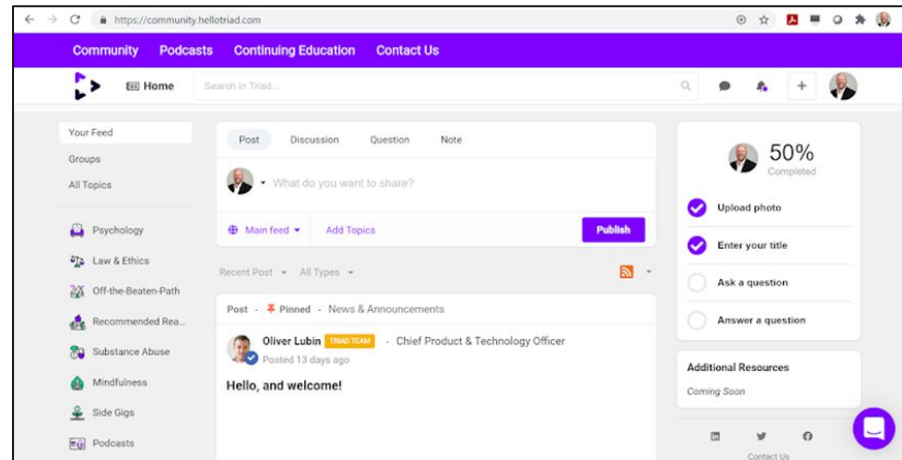 https://community.hellotriad.com
Community Podcasts Continuing Education Contact Us
Home Search in Triad...
Your Feed
Groups
All Topics
Psychology
Law & Ethics
Off-the-Beaten-Path
Recommended Rea...
Substance Abuse
Mindfulness
Side Gigs
Podcasts
Post Discussion Question Note
What do you want to share?
Main feed Add Topics Publish
Recent Post All Types
Post - Pinned - News & Announcements
Oliver Lubin TRIAD TEAM - Chief Product & Technology Officer
Posted 13 days ago
Hello, and welcome!
50%
Completed
Upload photo
Enter your title
Ask a question
Answer a question
Additional Resources
Coming Soon
Contact Us